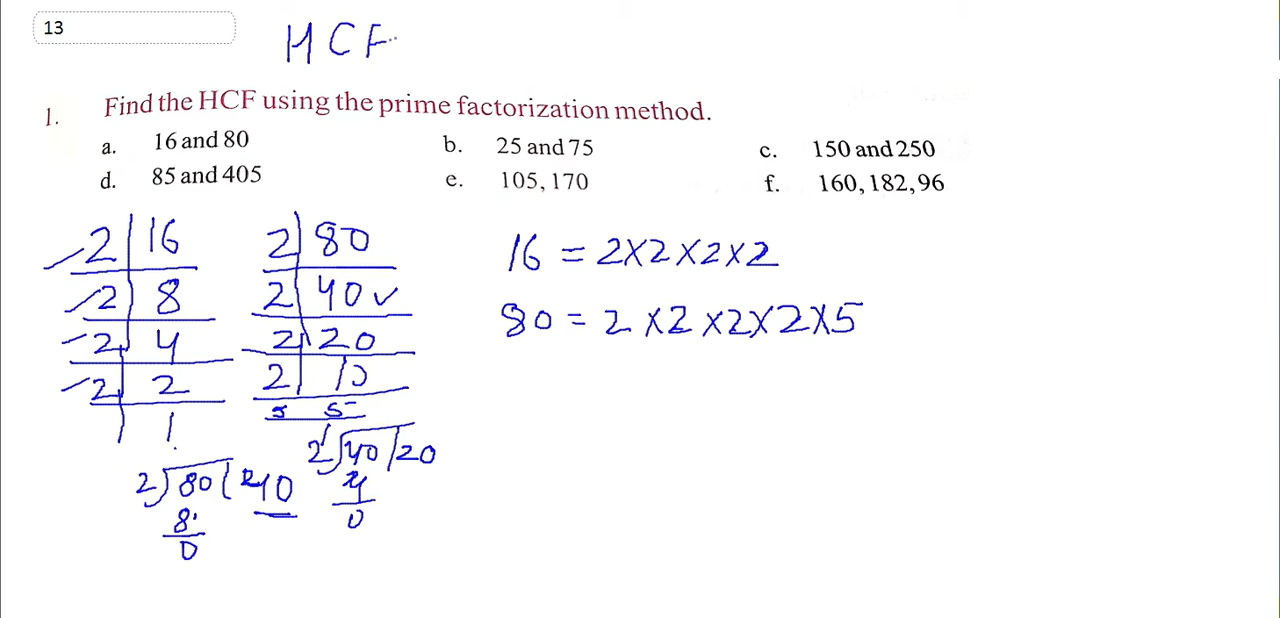 13
HCF
1. Find the HCF using the prime factorization method.
a. 16 and 80 b. 25 and 75 c. 150 and 250
d. 85 and 405 e. 105, 170 f. 160, 182, 96
2 16 2 80 16 = 2×2×2×2
2 8 2 40 80 = 2×2×2×2×5
2 4 2 20
2 2 2 10
1 5 5
2 40 20
2 80 40 4
8 0
0